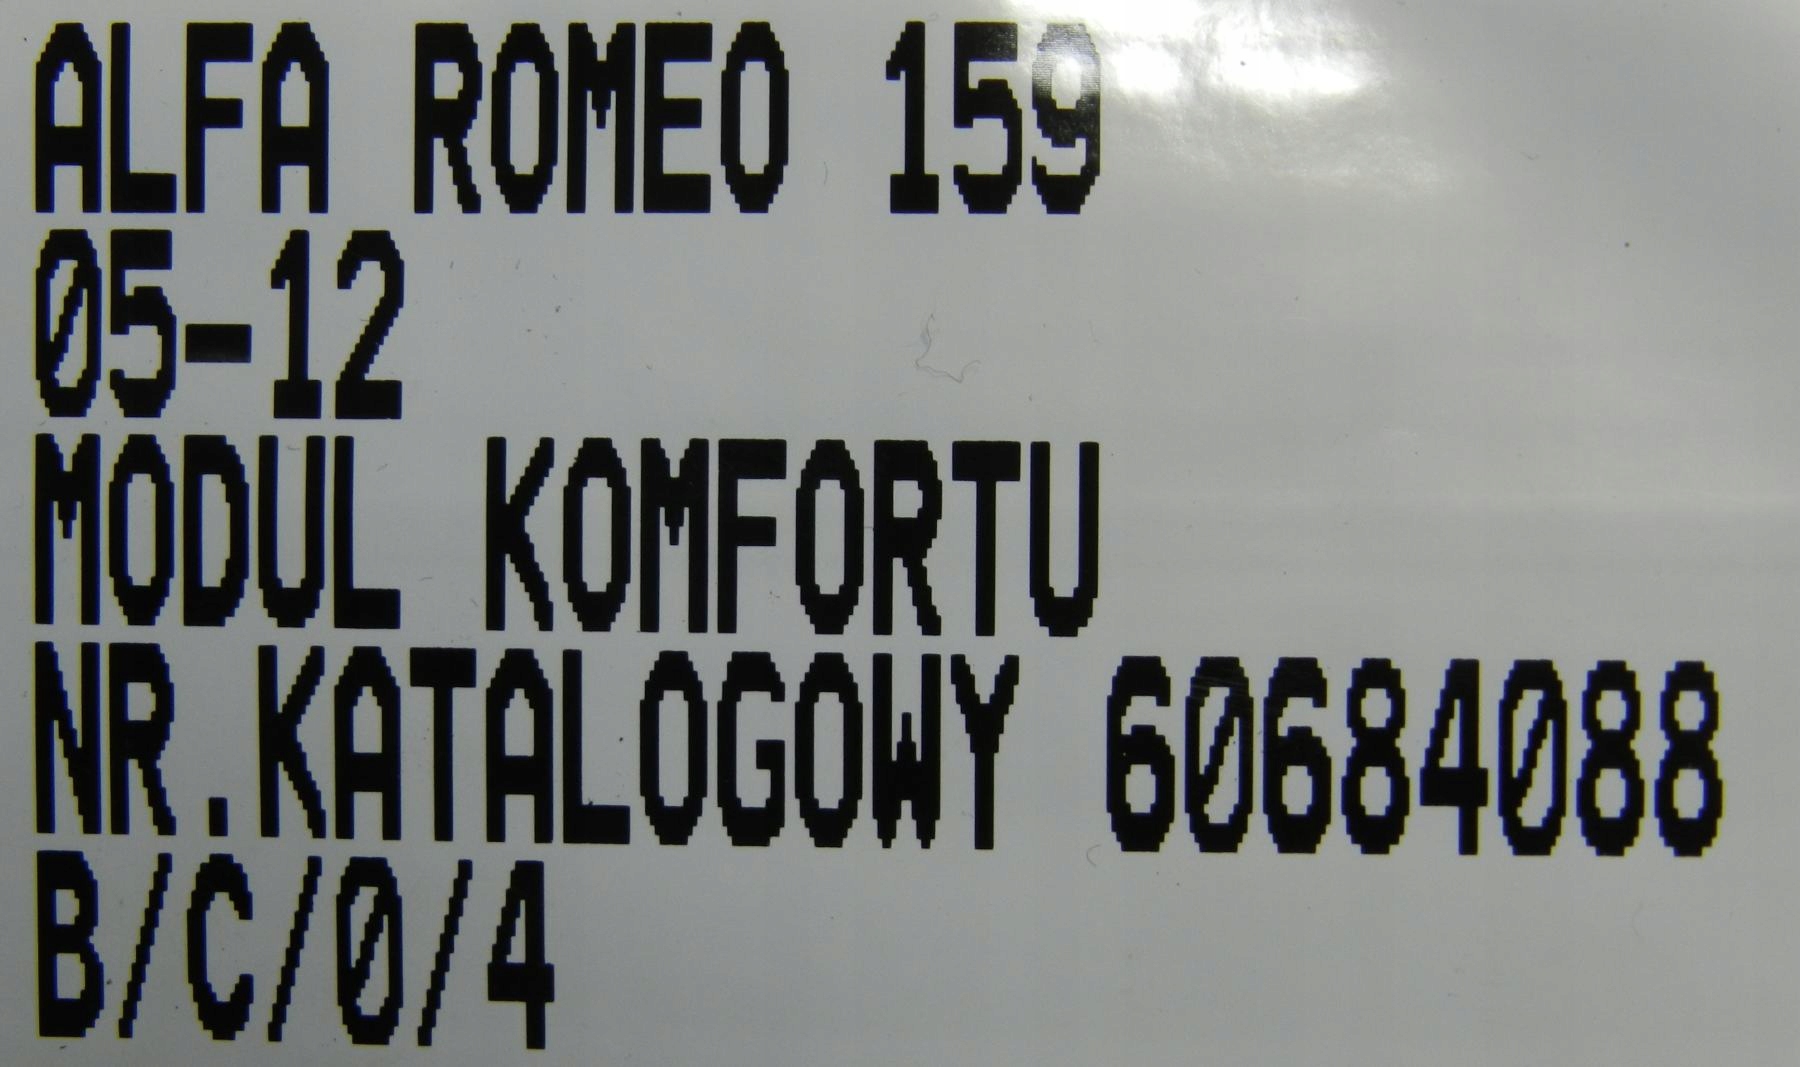 ALFA ROMEO 159
05-12
MODUL KOMFORTU
NR.KATALOGOWY 60684088
B/C/0/4